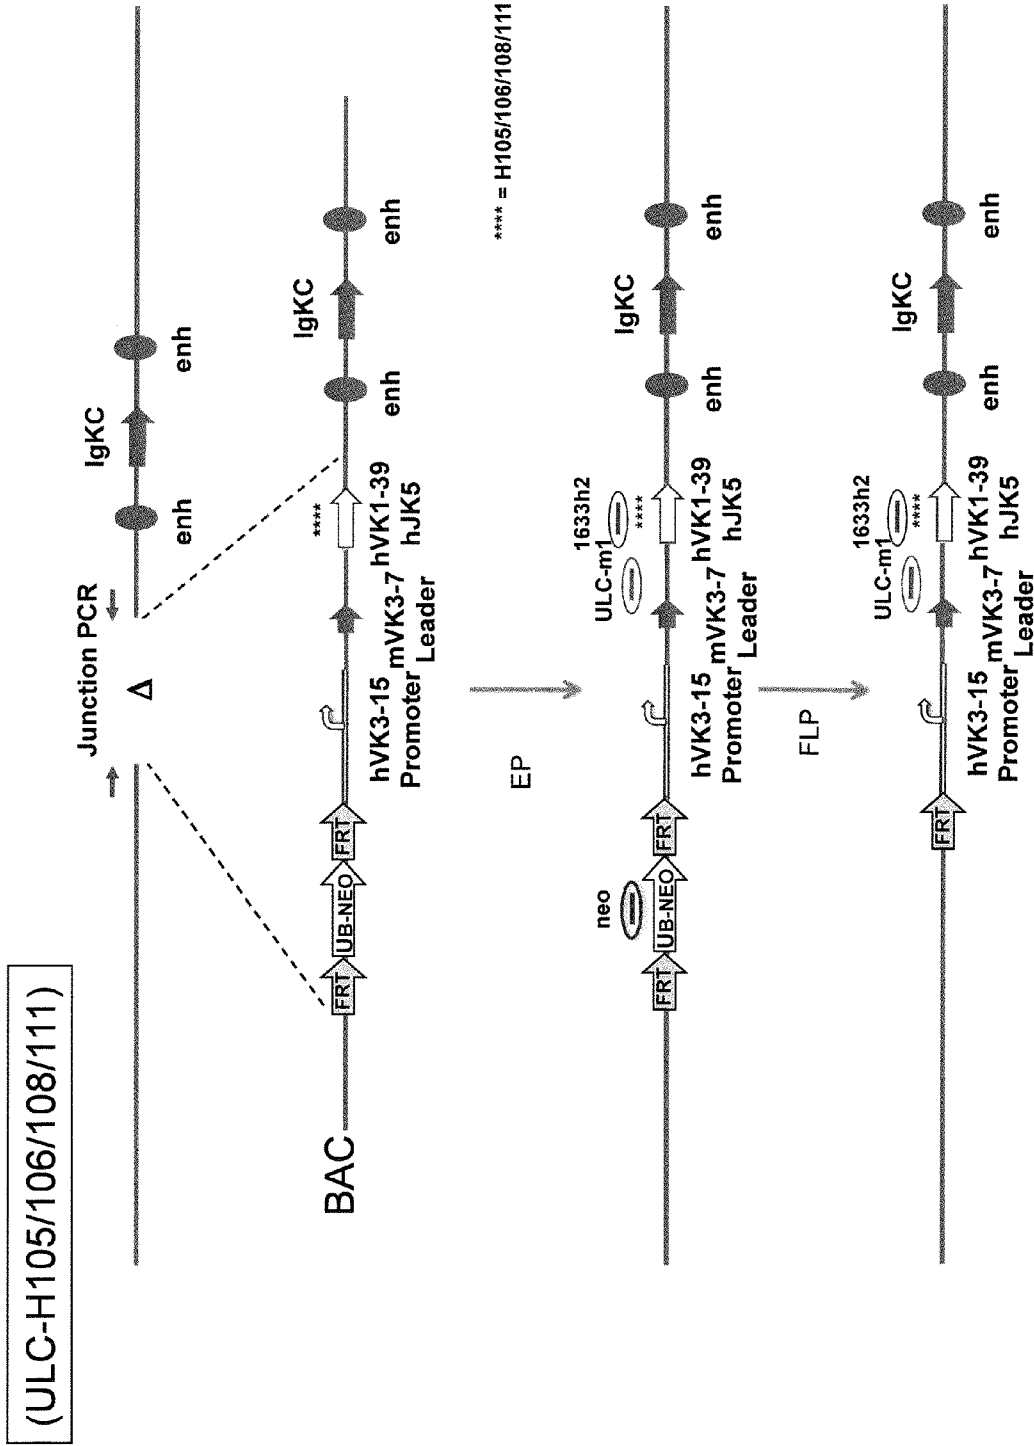 (ULC-H105/106/108/111)
Junction PCR
Δ
enh
IgKC
enh
BAC
FRT
UB-NEO
FRT
hVK3-15
Promoter
mVK3-7
Leader
****
hVK1-39
hJK5
enh
IgKC
enh
EP
**** = H105/106/108/111
neo
FRT
UB-NEO
FRT
hVK3-15
Promoter
ULC-m1
mVK3-7
Leader
1633h2
****
hVK1-39
hJK5
enh
IgKC
enh
FLP
FRT
hVK3-15
Promoter
ULC-m1
mVK3-7
Leader
1633h2
****
hVK1-39
hJK5
enh
IgKC
enh